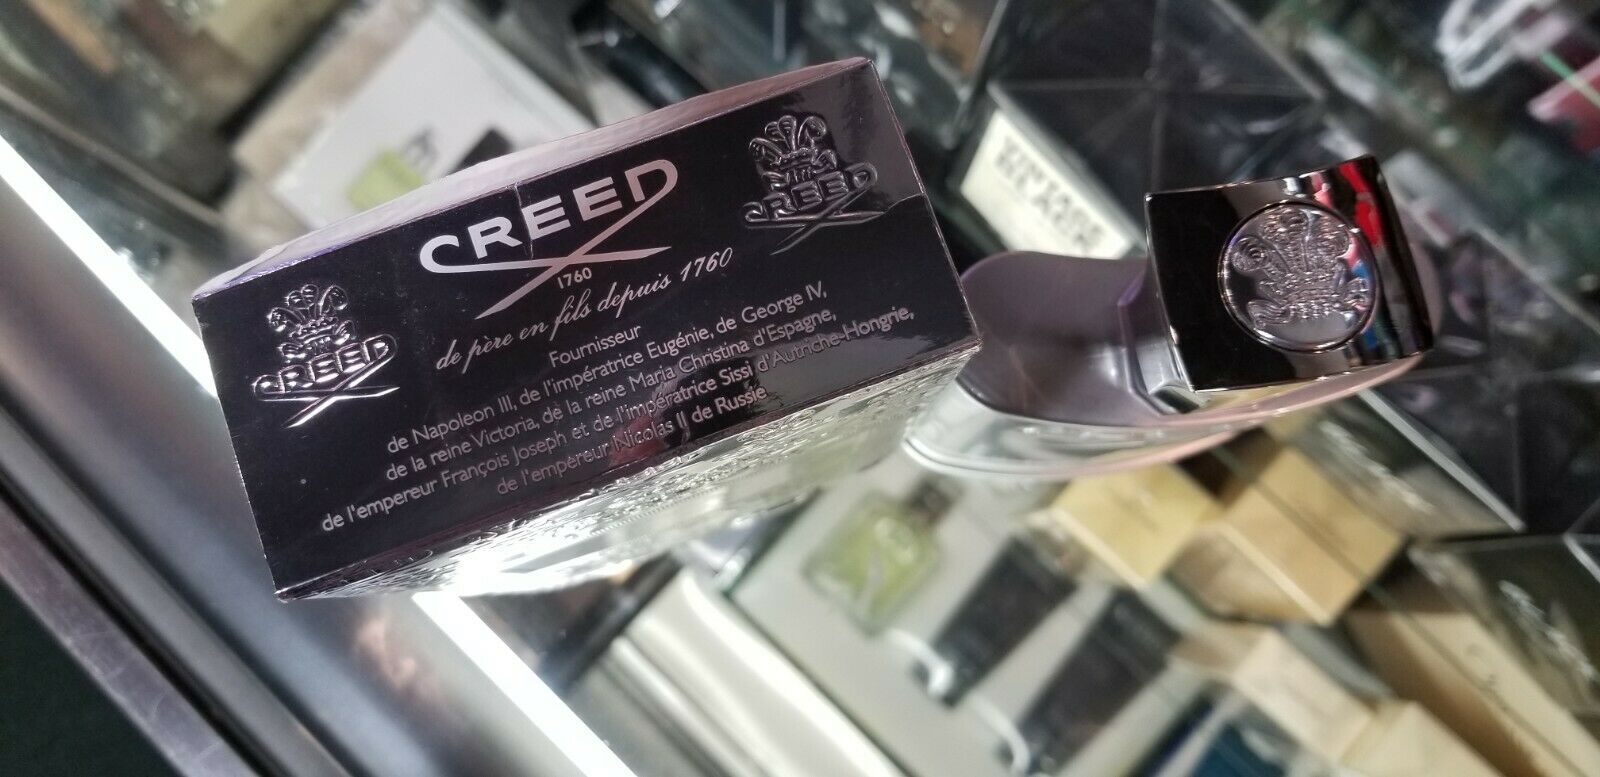 CREED
1760
de père en fils depuis 1760
Fournisseur
de Napoleon III, de l'impératrice Eugénie, de George IV,
de la reine Victoria, de la reine Maria Christina d'Espagne,
de l'empereur François Joseph et de l'impératrice Sissi d'Autriche-Hongrie,
de l'empereur Nicolas II de Russie
CREED
CREED